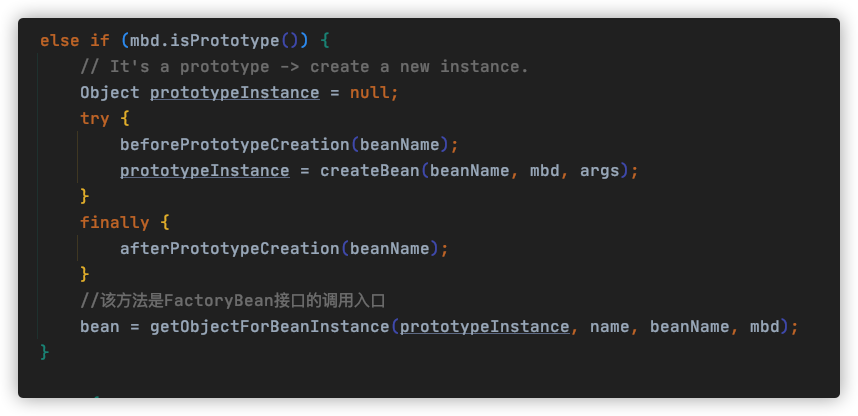 else if (mbd.isPrototype()) {
// It's a prototype -> create a new instance.
Object prototypeInstance = null;
try {
beforePrototypeCreation(beanName);
prototypeInstance = createBean(beanName, mbd, args);
}
finally {
afterPrototypeCreation(beanName);
}
//该方法是FactoryBean接口的调用入口
bean = getObjectForBeanInstance(prototypeInstance, name, beanName, mbd);
}